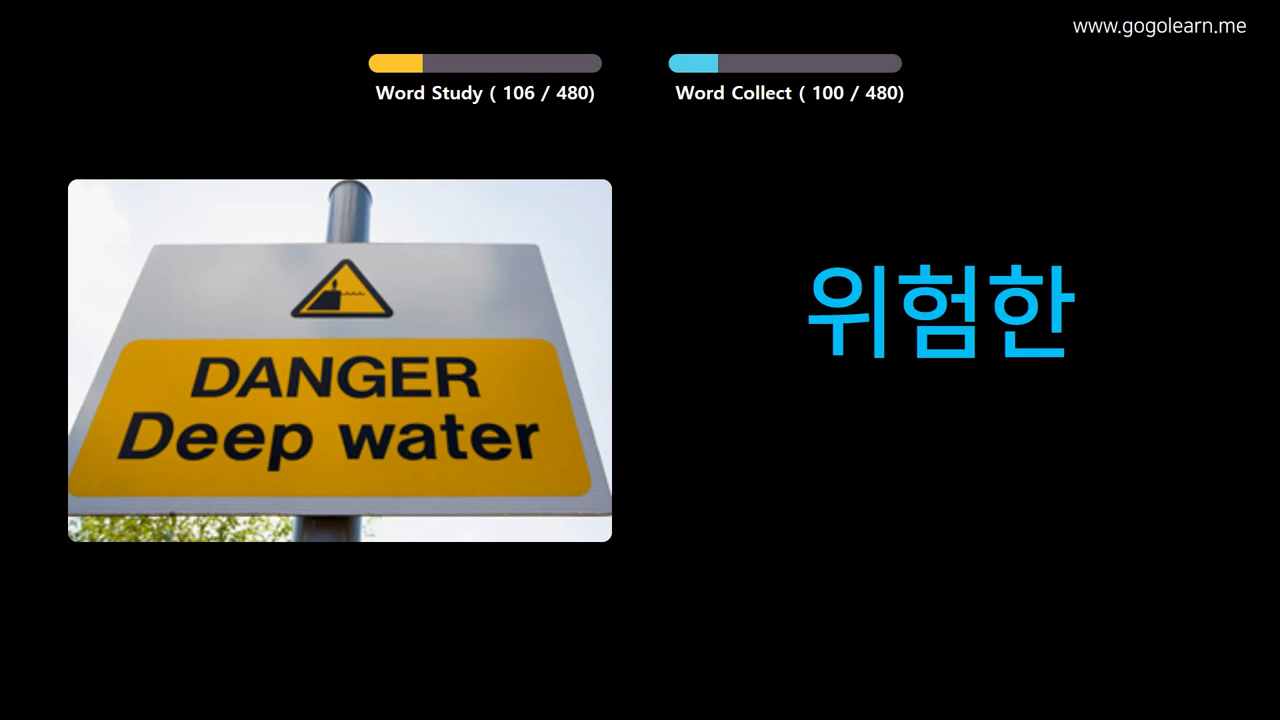 www.gogolearn.me
Word Study ( 106 / 480)
Word Collect ( 100 / 480)
위험한
DANGER
Deep water